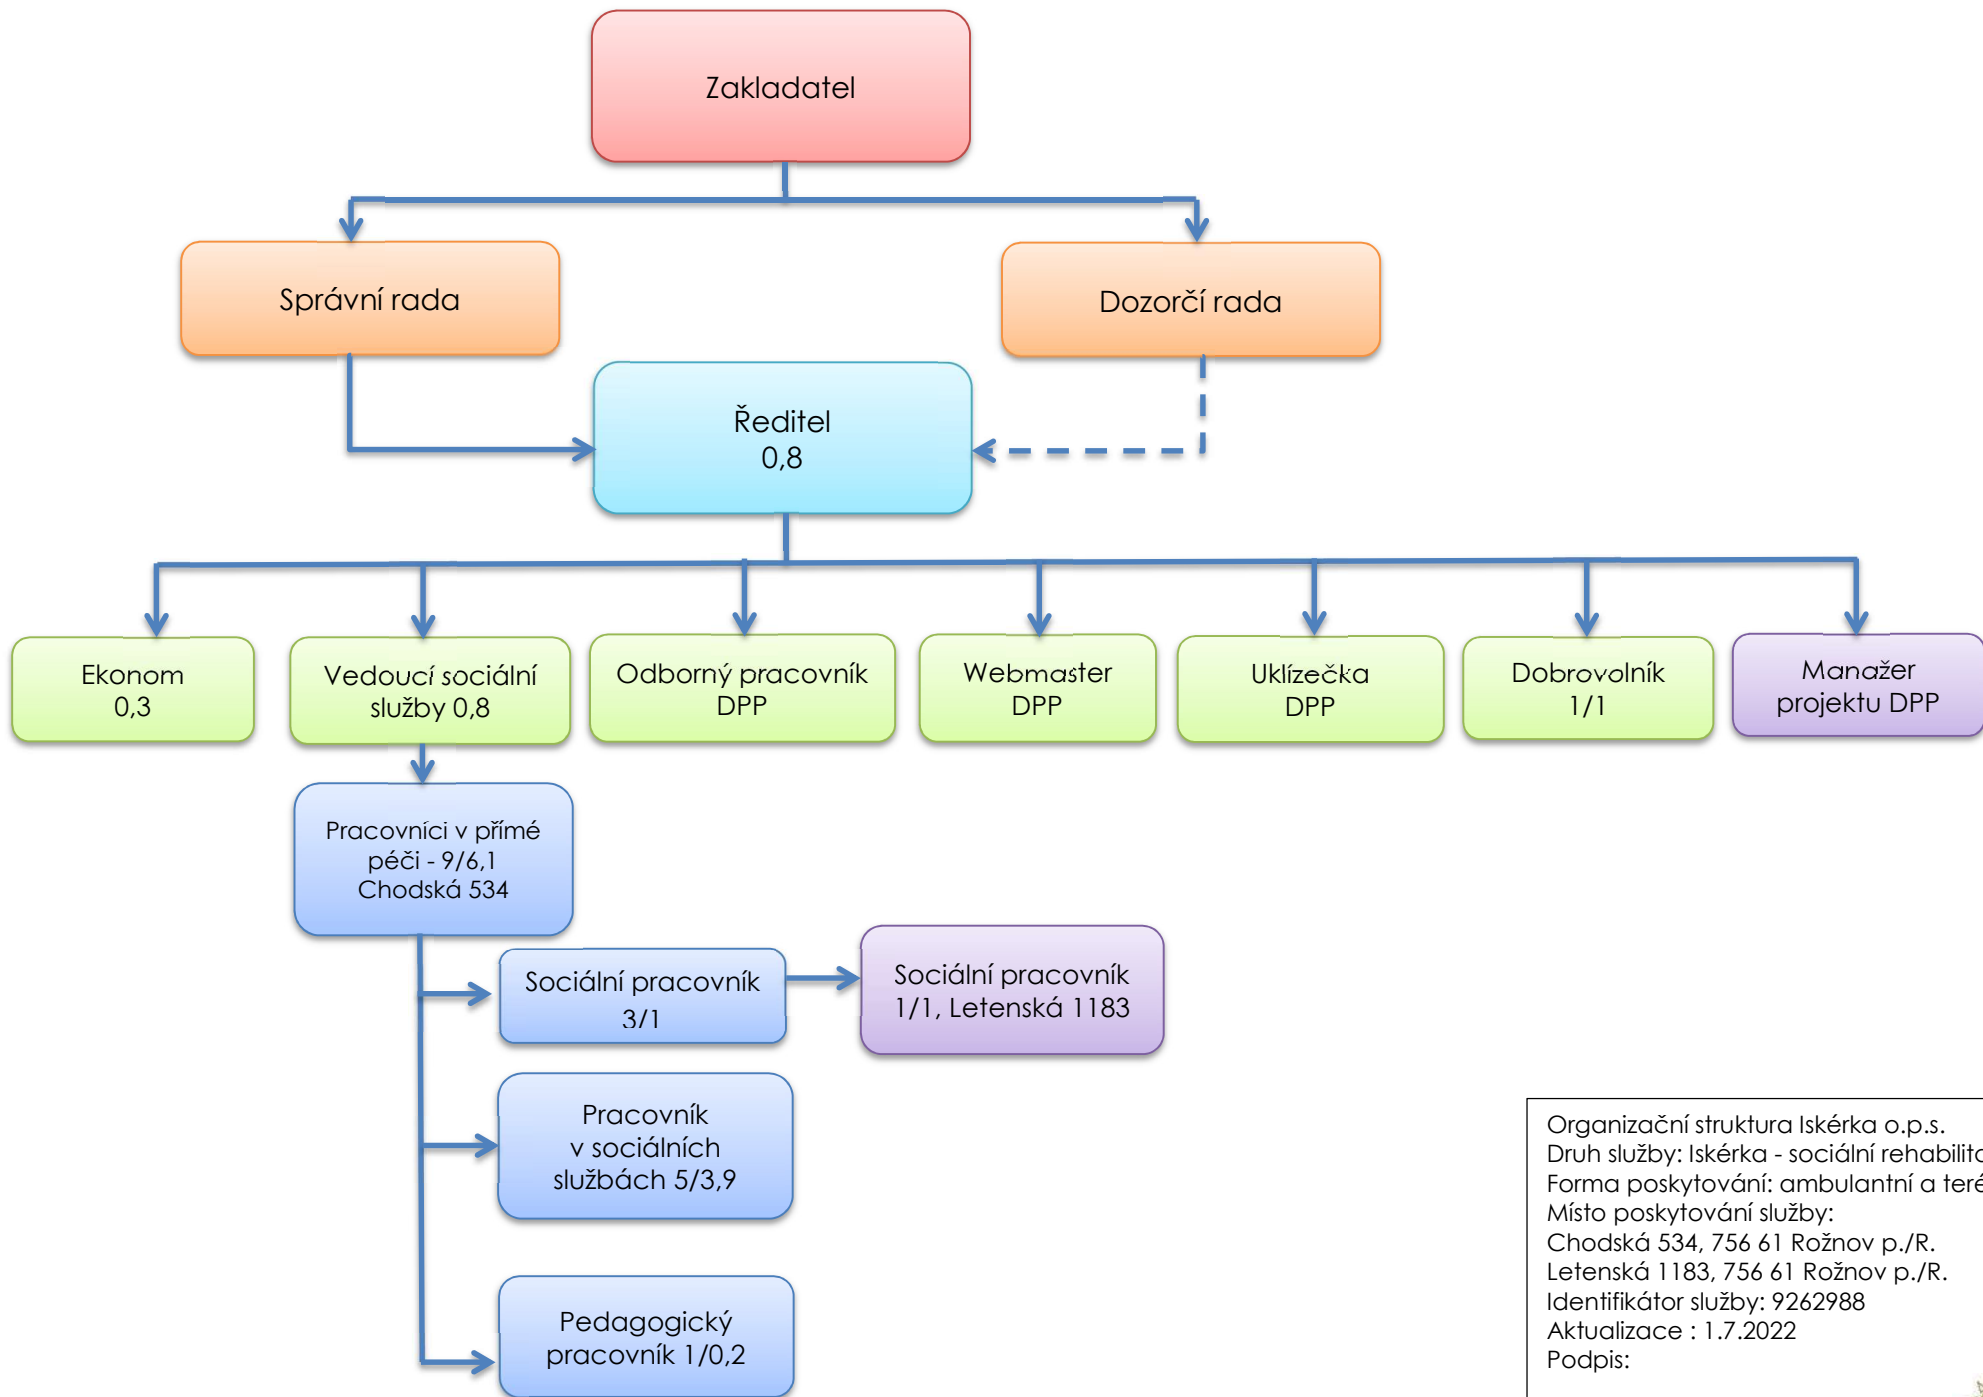 Zakladatel
Správní rada
Dozorčí rada
Ředitel
0,8
Ekonom
0,3
Vedoucí sociální
služby 0,8
Odborný pracovník
DPP
Webmaster
DPP
Uklízečka
DPP
Dobrovolník
1/1
Manažer
projektu DPP
Pracovníci v přímé
péči - 9/6,1
Chodská 534
Sociální pracovník
3/1
Sociální pracovník
1/1, Letenská 1183
Pracovník
v sociálních
službách 5/3,9
Pedagogický
pracovník 1/0,2
Organizační struktura Iskérka o.p.s.
Druh služby: Iskérka - sociální
Forma poskytování: ambulantní a
Místo poskytování služby:
Chodská 534, 756 61 Rožnov p./R.
Letenská 1183, 756 61 Rožnov p./R.
Identifikátor služby: 9262988
Aktualizace : 1.7.2022
Podpis: